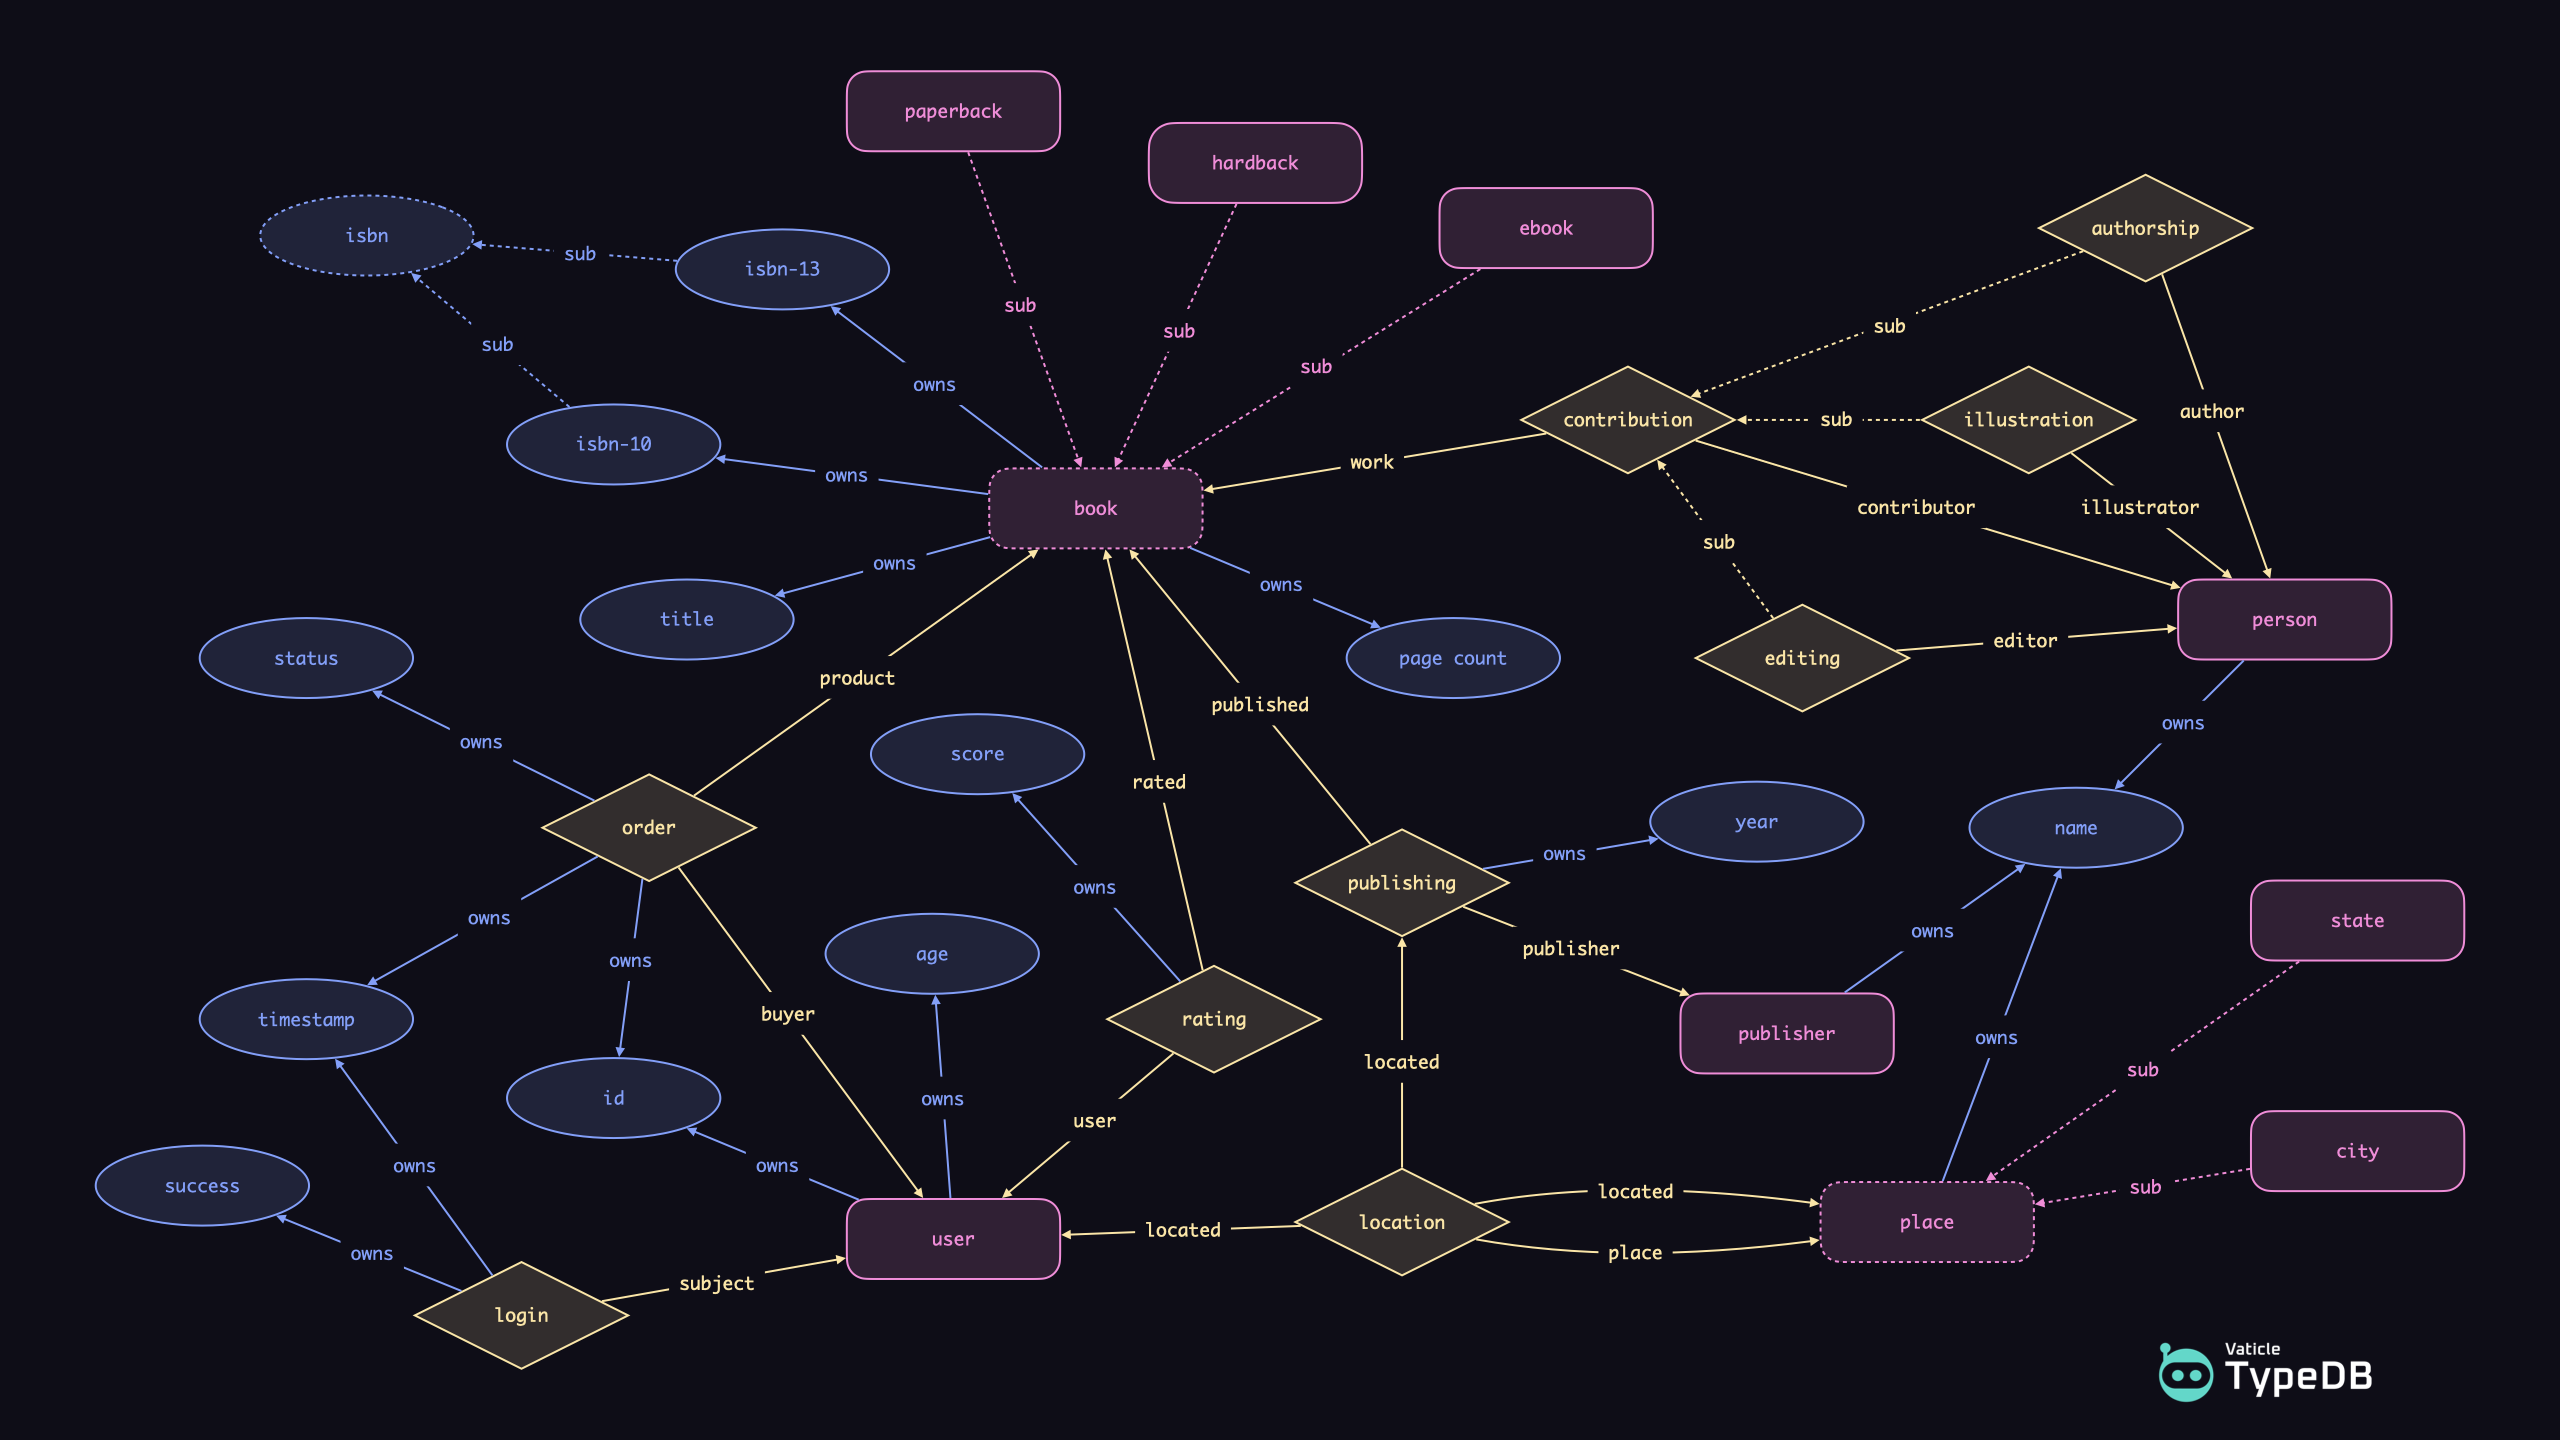 paperback
hardback
ebook
authorship
isbn
sub
isbn-13
sub
sub
sub
sub
sub
sub
owns
contribution
sub
illustration
author
isbn-10
owns
work
book
contributor
illustrator
sub
owns
owns
title
person
editor
status
page count
editing
product
published
owns
owns
score
rated
year
order
name
owns
publishing
owns
owns
state
owns
age
publisher
owns
owns
buyer
timestamp
rating
publisher
owns
located
sub
id
owns
user
owns
owns
city
success
sub
located
location
place
located
user
owns
place
subject
login
Vaticle
TypeDB